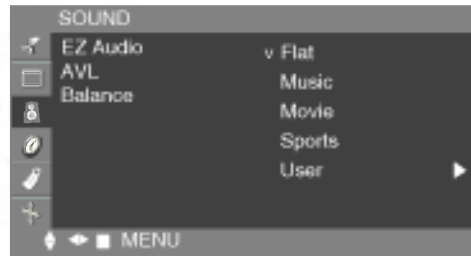 SOUND
EZ Audio
AVL
Balance
v Flat
Music
Movie
Sports
User
MENU